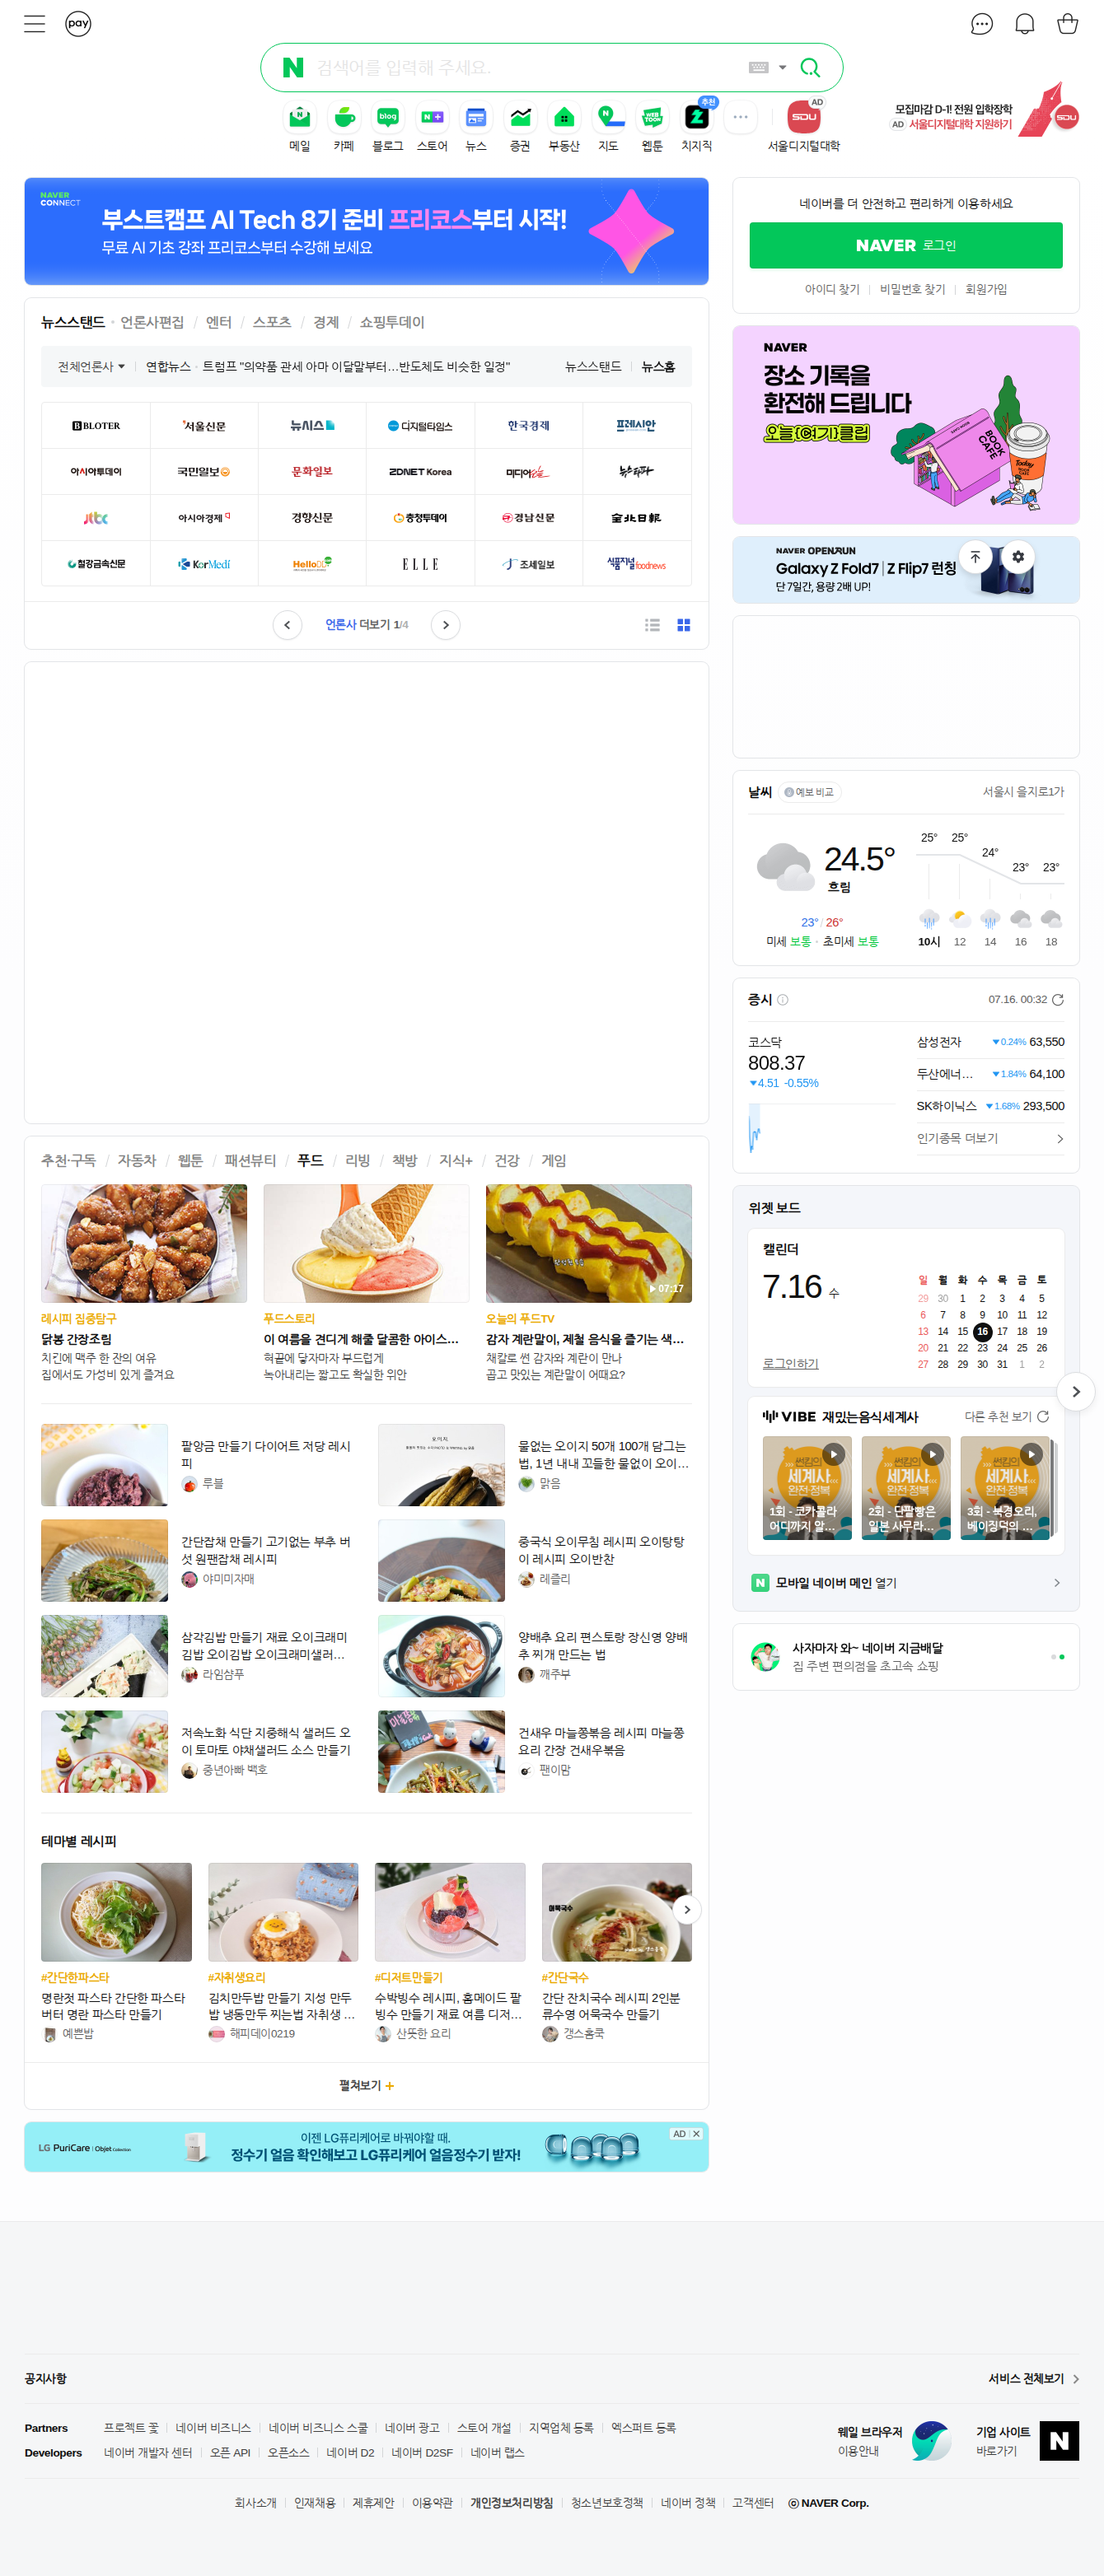 pay
검색어를 입력해 주세요.
메일
카페
blog
블로그
스토어
뉴스
증권
부동산
지도
WEB TOON
웹툰
추천
치지직
AD
SDU
서울디지털대학
모집마감 D-1! 전원 입학장학
AD 서울디지털대학 지원하기
SDU
NAVER
CONNECT
부스트캠프 AI Tech 8기 준비 프리코스부터 시작!
무료 AI 기초 강좌 프리코스부터 수강해 보세요
네이버를 더 안전하고 편리하게 이용하세요
NAVER 로그인
아이디 찾기
비밀번호 찾기
회원가입
뉴스스탠드 · 언론사편집 / 엔터 / 스포츠 / 경제 / 쇼핑투데이
전체언론사
연합뉴스 · 트럼프 "의약품 관세 아마 이달말부터…반도체도 비슷한 일정"
뉴스스탠드
뉴스홈
BLOTER
서울신문
뉴시스
디지털타임스
한국경제
프레시안
아시아투데이
국민일보
문화일보
ZDNET Korea
미디어오늘
뉴스타파
jtbc
아시아경제
경향신문
충청투데이
경남신문
全北日報
철강금속신문
KorMedi
HelloDD
ELLE
조세일보
식품저널 foodnews
언론사 더보기 1/4
NAVER
장소 기록을
환전해 드립니다
오늘(여기)클립
BOOK CAFE
Today
NAVER OPENRUN
Galaxy Z Fold7 | Z Flip7 런칭
단 7일간, 용량 2배 UP!
날씨
예보 비교
서울시 을지로1가
24.5°
흐림
23° / 26°
미세 보통 · 초미세 보통
25° 25° 24° 23° 23°
10시 12 14 16 18
증시
07.16. 00:32
코스닥
808.37
▼4.51 -0.55%
삼성전자 ▼0.24% 63,550
두산에너… ▼1.84% 64,100
SK하이닉스 ▼1.68% 293,500
인기종목 더보기
추천·구독 / 자동차 / 웹툰 / 패션뷰티 / 푸드 / 리빙 / 책방 / 지식+ / 건강 / 게임
07:17
레시피 집중탐구
닭봉 간장조림
치킨에 맥주 한 잔의 여유
집에서도 가성비 있게 즐겨요
푸드스토리
이 여름을 견디게 해줄 달콤한 아이스…
혀끝에 닿자마자 부드럽게
녹아내리는 짧고도 확실한 위안
오늘의 푸드TV
감자 계란말이, 제철 음식을 즐기는 색…
채칼로 썬 감자와 계란이 만나
곱고 맛있는 계란말이 어때요?
팥앙금 만들기 다이어트 저당 레시
피
루블
오이지
물없는 오이지 50개 100개 담그는
법, 1년 내내 꼬들한 물없이 오이…
맑음
간단잡채 만들기 고기없는 부추 버
섯 원팬잡채 레시피
야미미자매
중국식 오이무침 레시피 오이탕탕
이 레시피 오이반찬
레즐리
삼각김밥 만들기 재료 오이크래미
김밥 오이김밥 오이크래미샐러…
라임샴푸
양배추 요리 편스토랑 장신영 양배
추 찌개 만드는 법
깨주부
저속노화 식단 지중해식 샐러드 오
이 토마토 야채샐러드 소스 만들기
중년아빠 백호
건새우 마늘쫑볶음 레시피 마늘쫑
요리 간장 건새우볶음
팬이맘
테마별 레시피
어묵국수
#간단한파스타
명란젓 파스타 간단한 파스타
버터 명란 파스타 만들기
예쁜밥
#자취생요리
김치만두밥 만들기 지성 만두
밥 냉동만두 찌는법 자취생 …
해피데이0219
#디저트만들기
수박빙수 레시피, 홈메이드 팥
빙수 만들기 재료 여름 디저…
산뜻한 요리
#간단국수
간단 잔치국수 레시피 2인분
류수영 어묵국수 만들기
갱스홈쿡
펼쳐보기
위젯 보드
캘린더
7.16 수
로그인하기
일 월 화 수 목 금 토
29 30 1 2 3 4 5
6 7 8 9 10 11 12
13 14 15 16 17 18 19
20 21 22 23 24 25 26
27 28 29 30 31 1 2
VIBE 재밌는음식세계사
다른 추천 보기
썬킴의
세계사
완전·정복
1회 - 코카콜라
어디까지 알…
썬킴의
세계사
완전·정복
2회 - 단팥빵은
일본 사무라…
썬킴의
세계사
완전·정복
3회 - 북경오리,
베이징덕의 …
모바일 네이버 메인 열기
사자마자 와~ 네이버 지금배달
집 주변 편의점을 초고속 쇼핑
LG PuriCare | Objet Collection
이젠 LG퓨리케어로 바꿔야할 때.
정수기 얼음 확인해보고 LG퓨리케어 얼음정수기 받자!
AD
공지사항
서비스 전체보기
Partners
프로젝트 꽃
네이버 비즈니스
네이버 비즈니스 스쿨
네이버 광고
스토어 개설
지역업체 등록
엑스퍼트 등록
Developers
네이버 개발자 센터
오픈 API
오픈소스
네이버 D2
네이버 D2SF
네이버 랩스
웨일 브라우저
이용안내
기업 사이트
바로가기
회사소개
인재채용
제휴제안
이용약관
개인정보처리방침
청소년보호정책
네이버 정책
고객센터
ⓒ NAVER Corp.